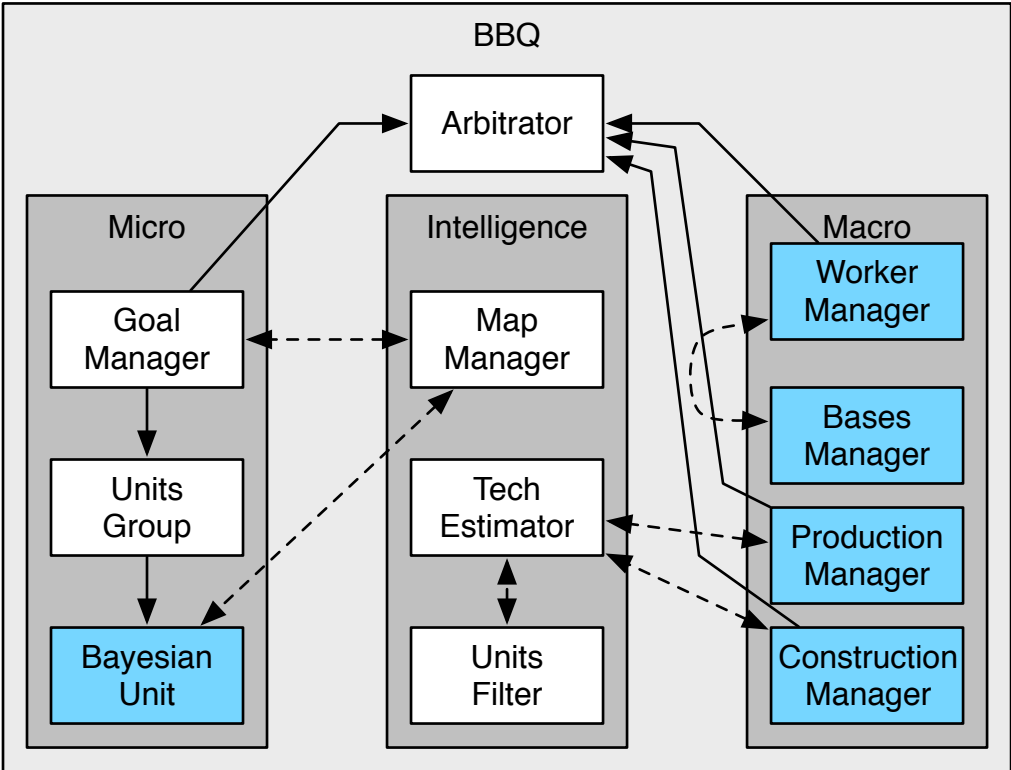 BBQ
Arbitrator
Micro
Goal
Manager
Units
Group
Bayesian
Unit
Intelligence
Map
Manager
Tech
Estimator
Units
Filter
Macro
Worker
Manager
Bases
Manager
Production
Manager
Construction
Manager